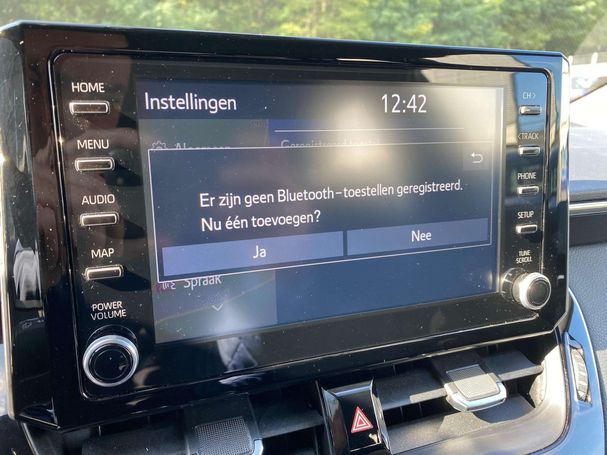 HOME
MENU
AUDIO
MAP
POWER
VOLUME
Instellingen 12:42
Er zijn geen Bluetooth-toestellen geregistreerd.
Nu één toevoegen?
Ja Nee
Spraak
CH >
< TRACK
PHONE
SETUP
TUNE
SCROLL